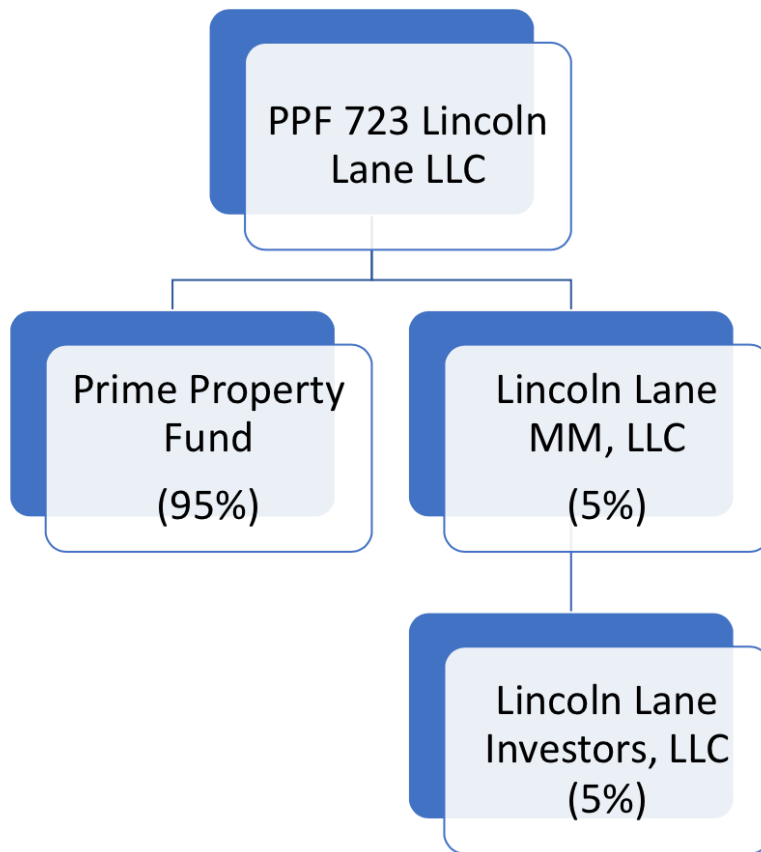 PPF 723 Lincoln
Lane LLC
Prime Property
Fund
(95%)
Lincoln Lane
MM, LLC
(5%)
Lincoln Lane
Investors, LLC
(5%)